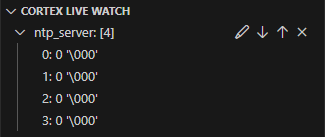 CORTEX LIVE WATCH
ntp_server: [4]
0: 0 '\000'
1: 0 '\000'
2: 0 '\000'
3: 0 '\000'